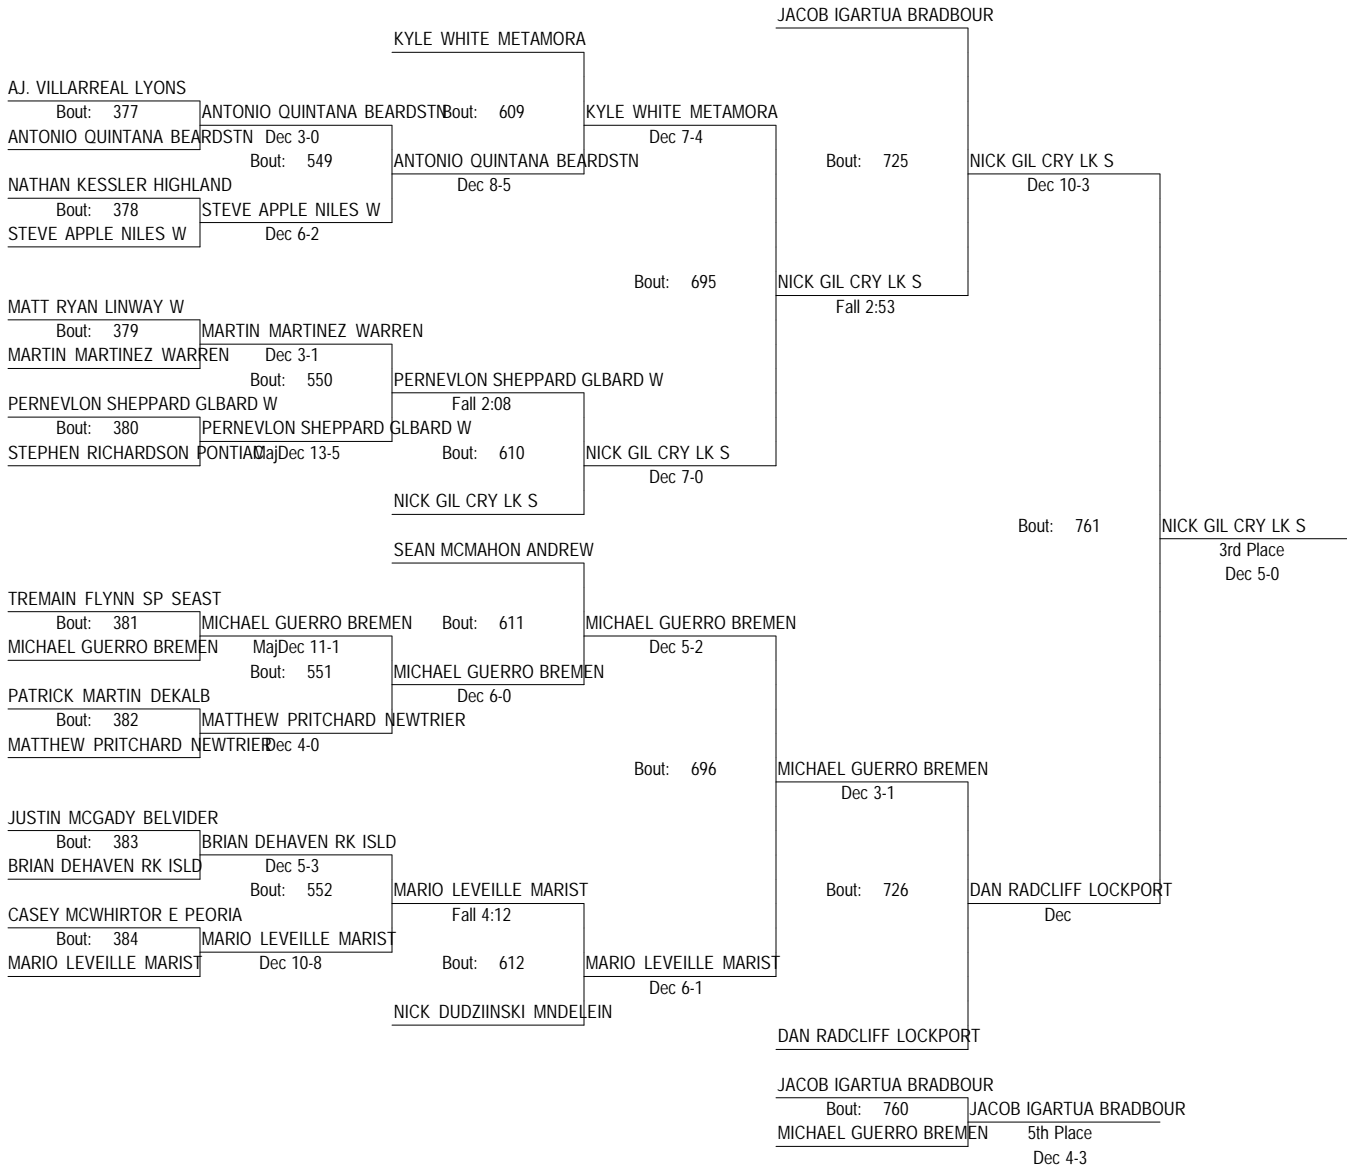 JACOB IGARTUA BRADBOUR
KYLE WHITE METAMORA
AJ. VILLARREAL LYONS
Bout: 377 ANTONIO QUINTANA BEARDSTN Bout: 609 KYLE WHITE METAMORA
ANTONIO QUINTANA BEARDSTN Dec 3-0 Dec 7-4
Bout: 549 ANTONIO QUINTANA BEARDSTN Bout: 725 NICK GIL CRY LK S
NATHAN KESSLER HIGHLAND Dec 8-5 Dec 10-3
Bout: 378 STEVE APPLE NILES W
STEVE APPLE NILES W Dec 6-2
Bout: 695 NICK GIL CRY LK S
MATT RYAN LINWAY W Fall 2:53
Bout: 379 MARTIN MARTINEZ WARREN
MARTIN MARTINEZ WARREN Dec 3-1
Bout: 550 PERNEVLON SHEPPARD GLBARD W
PERNEVLON SHEPPARD GLBARD W Fall 2:08
Bout: 380 PERNEVLON SHEPPARD GLBARD W
STEPHEN RICHARDSON PONTIAC MajDec 13-5 Bout: 610 NICK GIL CRY LK S
Dec 7-0
NICK GIL CRY LK S
Bout: 761 NICK GIL CRY LK S
SEAN MCMAHON ANDREW 3rd Place
Dec 5-0
TREMAIN FLYNN SP SEAST
Bout: 381 MICHAEL GUERRO BREMEN Bout: 611 MICHAEL GUERRO BREMEN
MICHAEL GUERRO BREMEN MajDec 11-1 Dec 5-2
Bout: 551 MICHAEL GUERRO BREMEN
PATRICK MARTIN DEKALB Dec 6-0
Bout: 382 MATTHEW PRITCHARD NEWTRIER
MATTHEW PRITCHARD NEWTRIER Dec 4-0
Bout: 696 MICHAEL GUERRO BREMEN
Dec 3-1
JUSTIN MCGADY BELVIDER
Bout: 383 BRIAN DEHAVEN RK ISLD
BRIAN DEHAVEN RK ISLD Dec 5-3
Bout: 552 MARIO LEVEILLE MARIST Bout: 726 DAN RADCLIFF LOCKPORT
CASEY MCWHIRTOR E PEORIA Fall 4:12 Dec
Bout: 384 MARIO LEVEILLE MARIST
MARIO LEVEILLE MARIST Dec 10-8 Bout: 612 MARIO LEVEILLE MARIST
Dec 6-1
NICK DUDZIINSKI MNDELEIN
DAN RADCLIFF LOCKPORT
JACOB IGARTUA BRADBOUR
Bout: 760 JACOB IGARTUA BRADBOUR
MICHAEL GUERRO BREMEN 5th Place
Dec 4-3